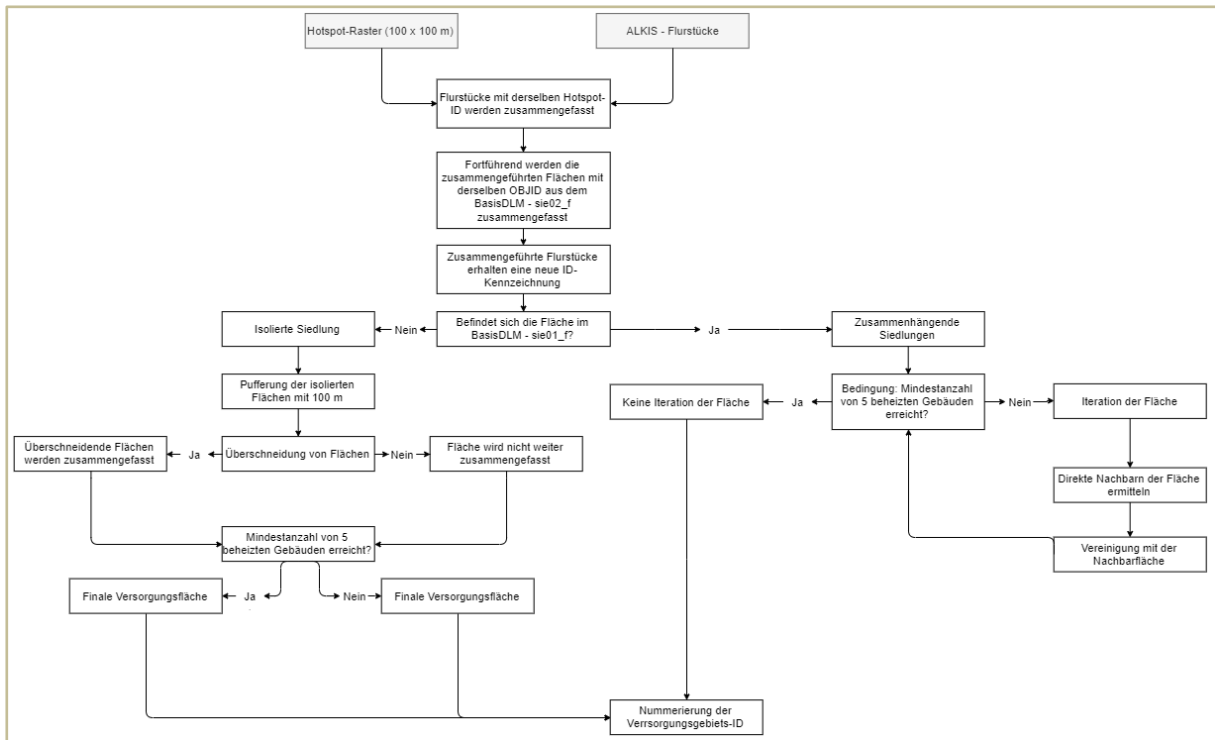 Hotspot-Raster (100 x 100 m)
ALKIS - Flurstücke
Flurstücke mit derselben Hotspot-
ID werden zusammengefasst
Fortführend werden die
zusammengeführten Flächen mit
derselben OBJID aus dem
BasisDLM - sie02_f
zusammengefasst
Zusammengeführte Flurstücke
erhalten eine neue ID-
Kennzeichnung
Befindet sich die Fläche im
BasisDLM - sie01_f?
Nein
Isolierte Siedlung
Ja
Zusammenhängende
Siedlungen
Pufferung der isolierten
Flächen mit 100 m
Überschneidung von Flächen
Ja
Überschneidende Flächen
werden zusammengefasst
Nein
Fläche wird nicht weiter
zusammengefasst
Mindestanzahl von 5
beheizten Gebäuden erreicht?
Ja
Finale Versorgungsfläche
Nein
Finale Versorgungsfläche
Bedingung: Mindestanzahl
von 5 beheizten Gebäuden
erreicht?
Ja
Keine Iteration der Fläche
Nein
Iteration der Fläche
Direkte Nachbarn der Fläche
ermitteln
Vereinigung mit der
Nachbarfläche
Nummerierung der
Verrsorgungsgebiets-ID